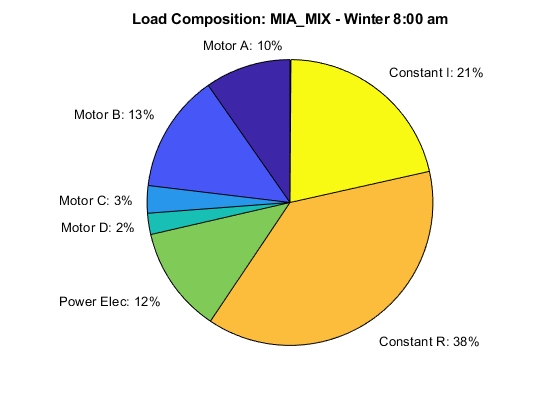 Load Composition: MIA_MIX - Winter 8:00 am
Motor A: 10%
Constant I: 21%
Motor B: 13%
Motor C: 3%
Motor D: 2%
Power Elec: 12%
Constant R: 38%